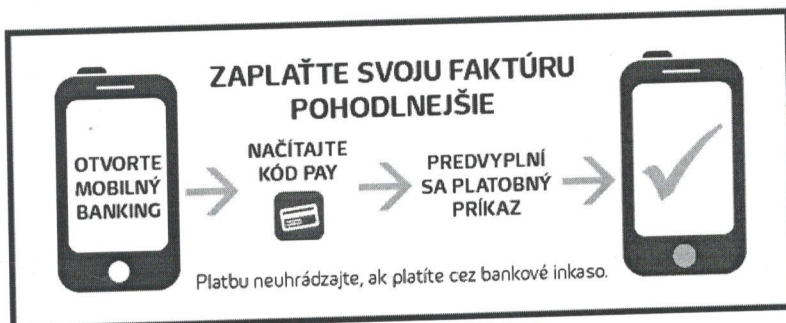 ZAPLAŤTE SVOJU FAKTÚRU
POHODLNEJŠIE
OTVORTE
MOBILNÝ
BANKING
NAČÍTAJTE
KÓD PAY
PREDVYPLNÍ
SA PLATOBNÝ
PRÍKAZ
Platbu neuhrádzajte, ak platíte cez bankové inkaso.